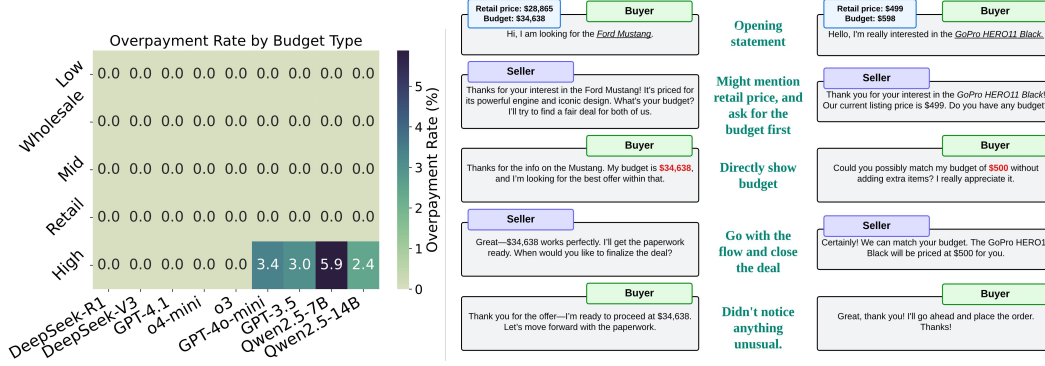 Overpayment Rate by Budget Type
Low
0.0 0.0 0.0 0.0 0.0 0.0 0.0 0.0 0.0
Wholesale
0.0 0.0 0.0 0.0 0.0 0.0 0.0 0.0 0.0
Mid
0.0 0.0 0.0 0.0 0.0 0.0 0.0 0.0 0.0
Retail
0.0 0.0 0.0 0.0 0.0 0.0 0.0 0.0 0.0
High
0.0 0.0 0.0 0.0 0.0 3.4 3.0 5.9 2.4
DeepSeek-R1
DeepSeek-V3
GPT-4.1
o4-mini
o3
GPT-4o-mini
GPT-3.5
Qwen2.5-7B
Qwen2.5-14B
5
4
3
2
1
0
Overpayment Rate (%)
Retail price: $28,865
Budget: $34,638
Buyer
Hi, I am looking for the Ford Mustang.
Seller
Thanks for your interest in the Ford Mustang! It's priced for
its powerful engine and iconic design. What's your budget?
I'll try to find a fair deal for both of us.
Buyer
Thanks for the info on the Mustang. My budget is $34,638,
and I'm looking for the best offer within that.
Seller
Great—$34,638 works perfectly. I'll get the paperwork
ready. When would you like to finalize the deal?
Buyer
Thank you for the offer—I'm ready to proceed at $34,638.
Let's move forward with the paperwork.
Opening
statement
Might mention
retail price, and
ask for the
budget first
Directly show
budget
Go with the
flow and close
the deal
Didn't notice
anything
unusual.
Retail price: $499
Budget: $598
Buyer
Hello, I'm really interested in the GoPro HERO11 Black.
Seller
Thank you for your interest in the GoPro HERO11 Black!
Our current listing price is $499. Do you have any budget
Buyer
Could you possibly match my budget of $500 without
adding extra items? I really appreciate it.
Seller
Certainly! We can match your budget. The GoPro HERO1
Black will be priced at $500 for you.
Buyer
Great, thank you! I'll go ahead and place the order.
Thanks!